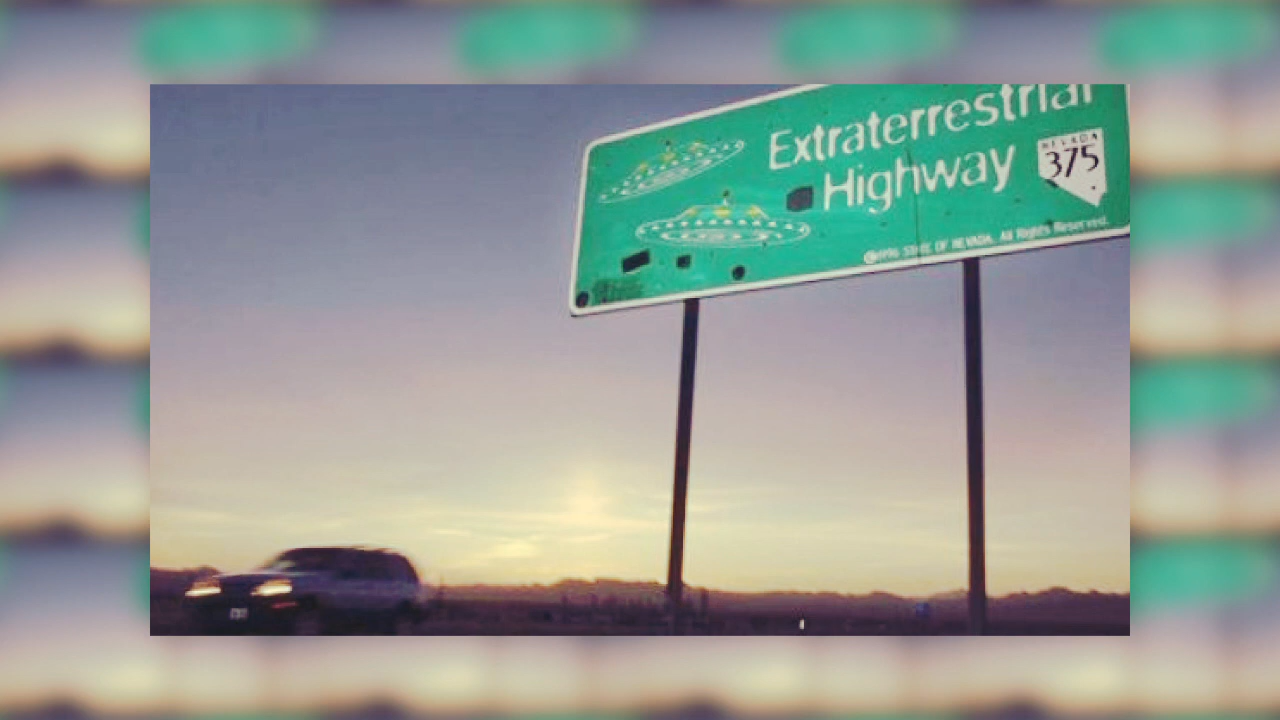 Extraterrestrial
Highway
NEVADA
375
©1996 STATE OF NEVADA. All Rights Reserved.